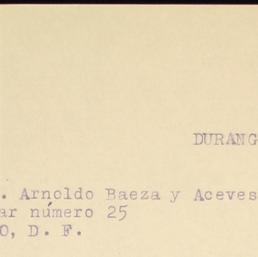 DURANG
. Arnoldo Baeza y Aceves
ar número 25
O, D. F.